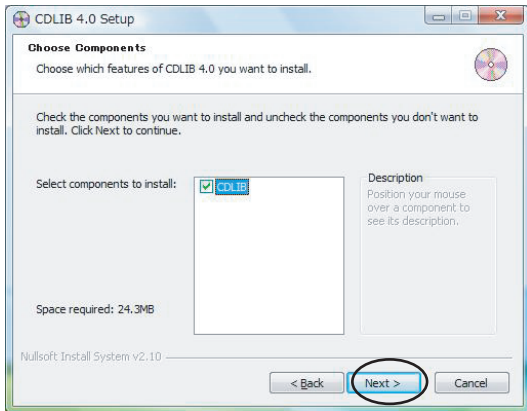 CDLIB 4.0 Setup
Choose Components
Choose which features of CDLIB 4.0 you want to install.
Check the components you want to install and uncheck the components you don't want to
install. Click Next to continue.
Select components to install:
CDLIB
Description
Position your mouse
over a component to
see its description.
Space required: 24.3MB
Nullsoft Install System v2.10
< Back
Next >
Cancel